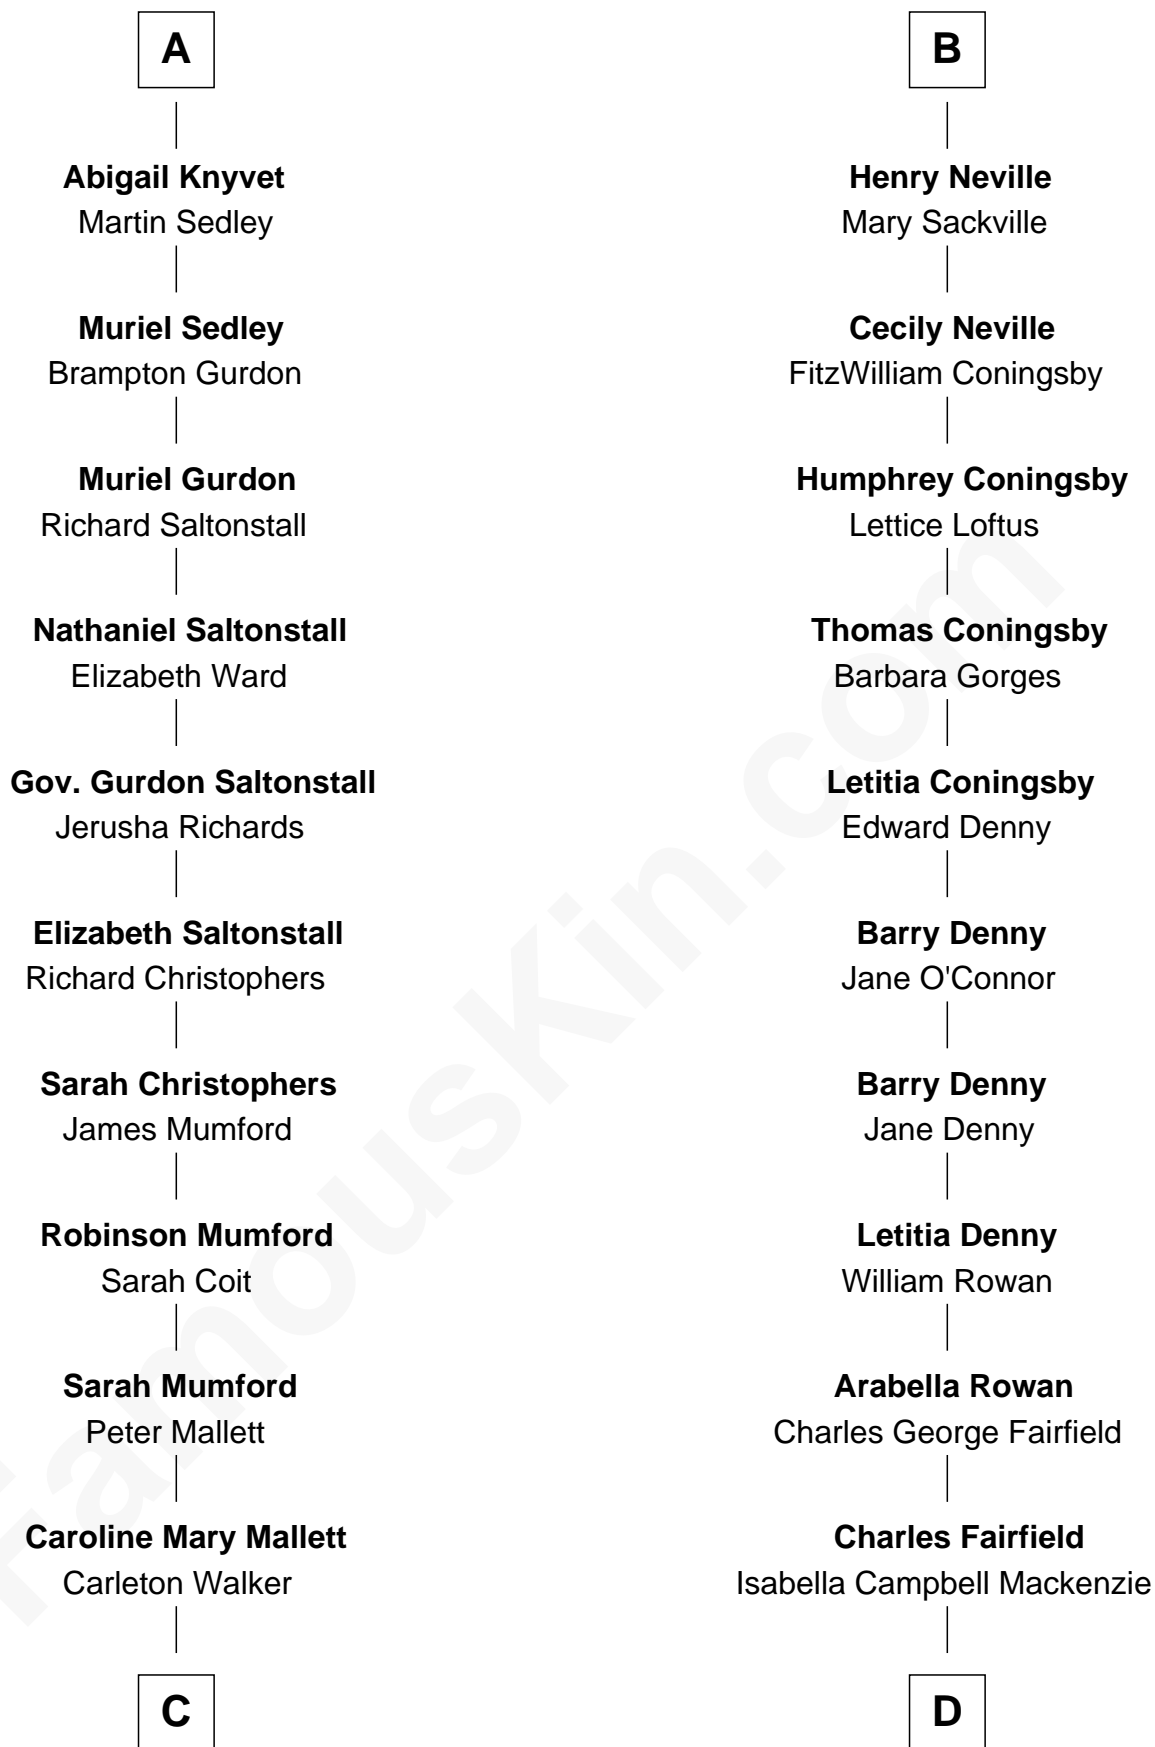 A
Abigail Knyvet
Martin Sedley
Muriel Sedley
Brampton Gurdon
Muriel Gurdon
Richard Saltonstall
Nathaniel Saltonstall
Elizabeth Ward
Gov. Gurdon Saltonstall
Jerusha Richards
Elizabeth Saltonstall
Richard Christophers
Sarah Christophers
James Mumford
Robinson Mumford
Sarah Coit
Sarah Mumford
Peter Mallett
Caroline Mary Mallett
Carleton Walker
C
B
Henry Neville
Mary Sackville
Cecily Neville
FitzWilliam Coningsby
Humphrey Coningsby
Lettice Loftus
Thomas Coningsby
Barbara Gorges
Letitia Coningsby
Edward Denny
Barry Denny
Jane O'Connor
Barry Denny
Jane Denny
Letitia Denny
William Rowan
Arabella Rowan
Charles George Fairfield
Charles Fairfield
Isabella Campbell Mackenzie
D
FamousKin.com